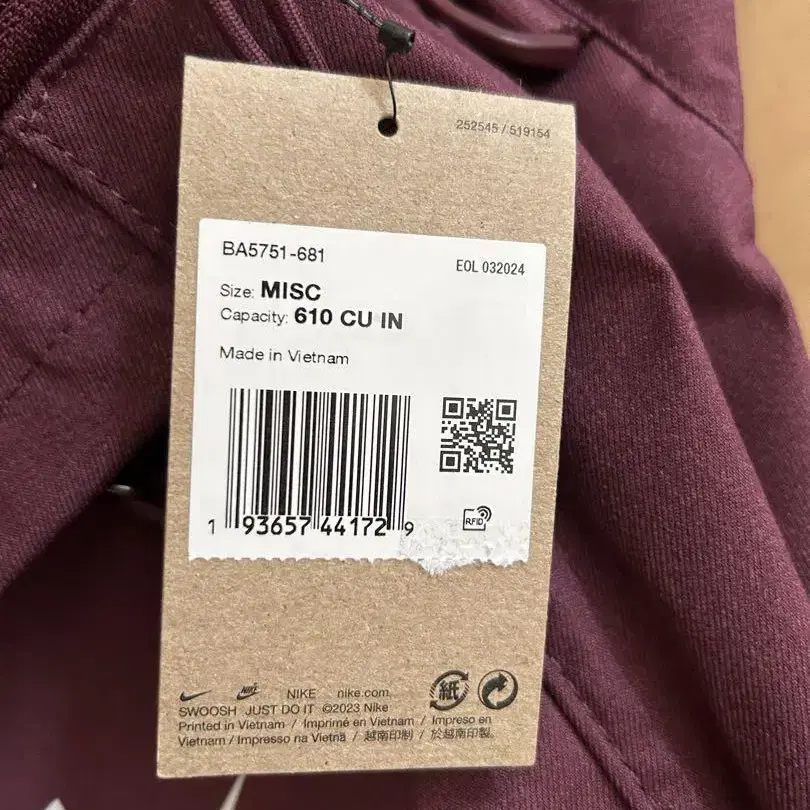 252545 / 519154
BA5751-681
EOL 032024
Size: MISC
Capacity: 610 CU IN
Made in Vietnam
1 93657 44172 9
RFID
NIKE nike.com
紙
SWOOSH JUST DO IT ©2023 Nike
Printed in Vietnam / Imprimé en Vietnam / Impreso en
Vietnam / Impresso na Vietnã / 越南印制 / 於越南印製。